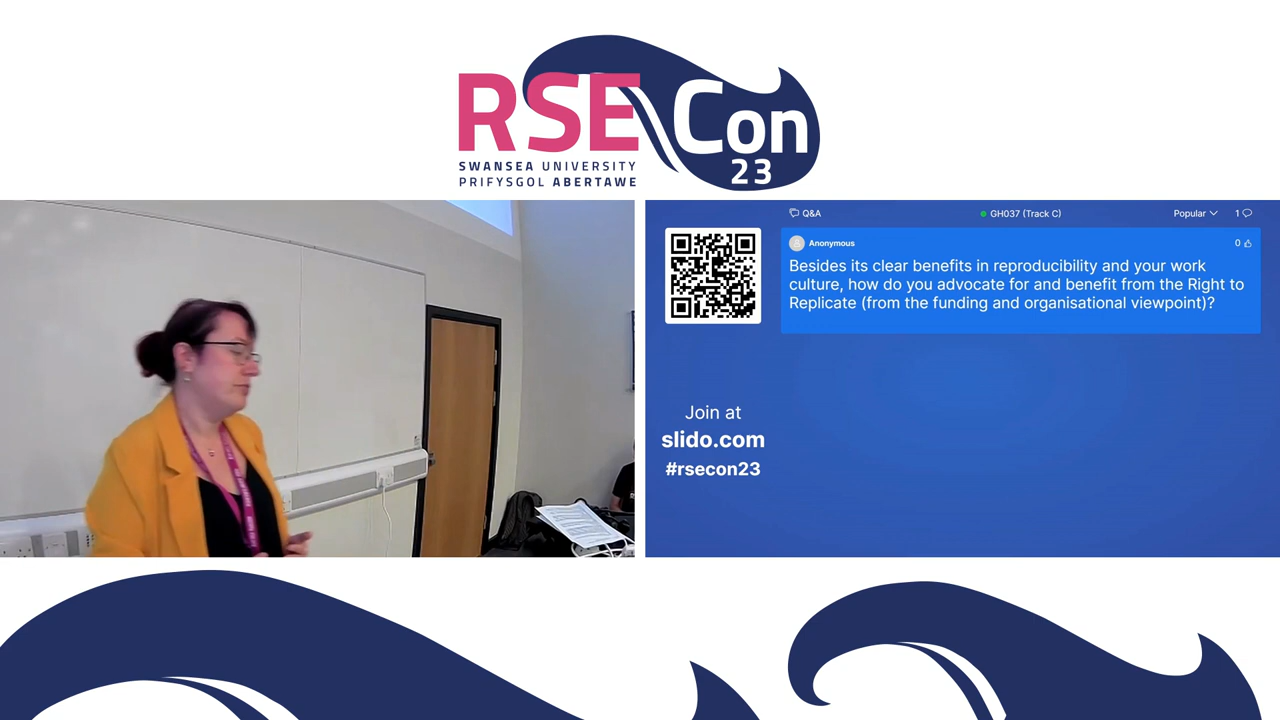 RSE Con
23
SWANSEA UNIVERSITY
PRIFYSGOL ABERTAWE
Q&A
GH037 (Track C)
Popular
1
Anonymous
0
Besides its clear benefits in reproducibility and your work
culture, how do you advocate for and benefit from the Right to
Replicate (from the funding and organisational viewpoint)?
Join at
slido.com
#rsecon23